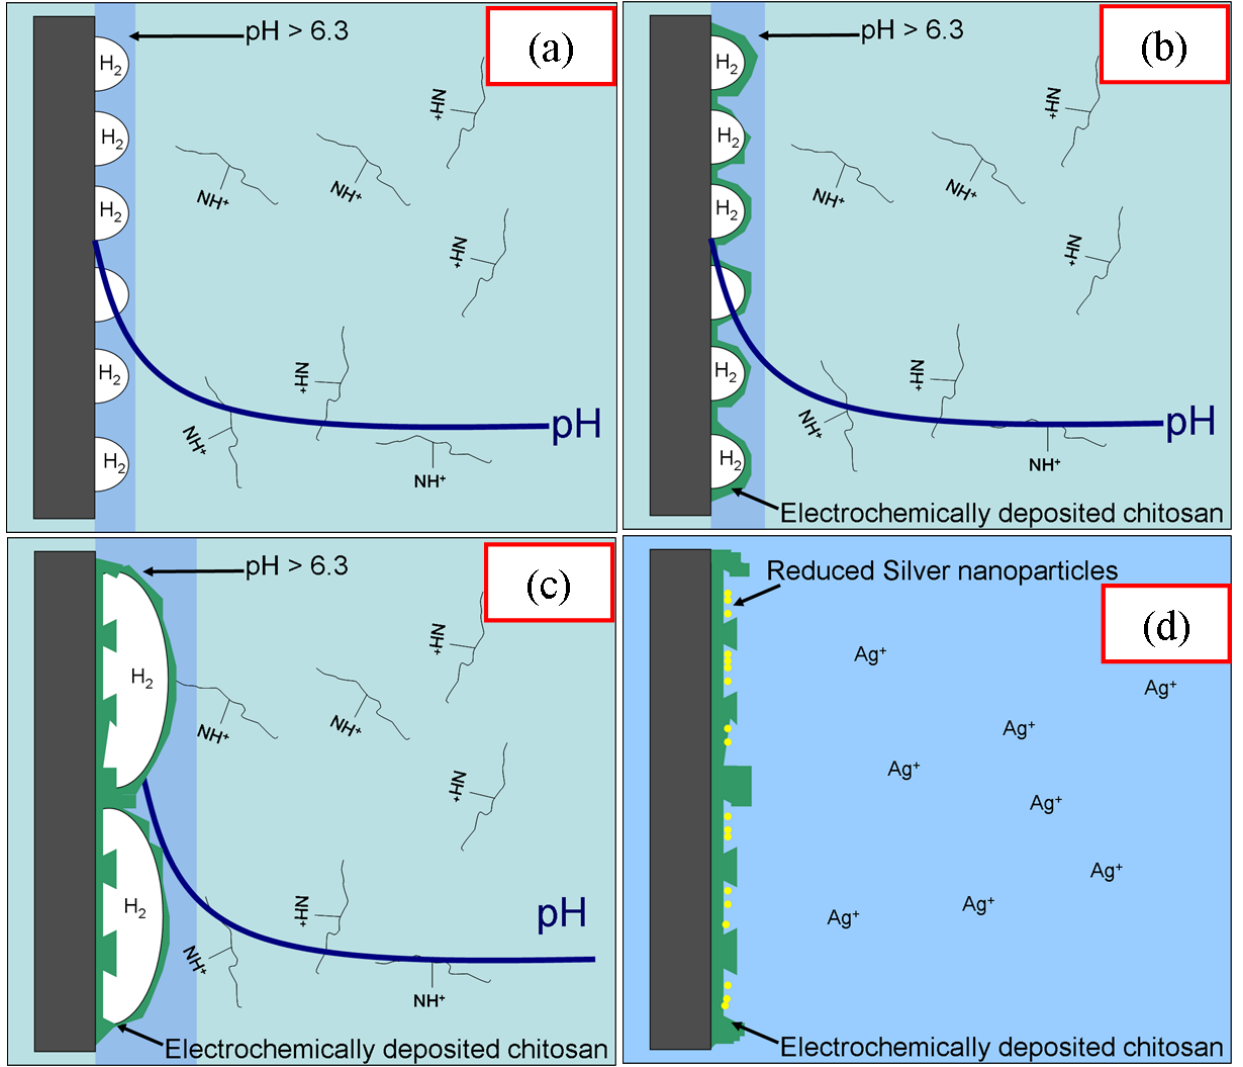 pH > 6.3
(a)
H₂
H₂
NH⁺
NH⁺
NH⁺
H₂
NH⁺
NH⁺
H₂
pH
NH⁺
H₂
NH⁺
pH > 6.3
(b)
H₂
H₂
NH⁺
NH⁺
NH⁺
H₂
NH⁺
H₂
NH⁺
pH
NH⁺
H₂
NH⁺
Electrochemically deposited chitosan
pH > 6.3
(c)
NH⁺
H₂
NH⁺
NH⁺
NH⁺
H₂
NH⁺
pH
NH⁺
NH⁺
Electrochemically deposited chitosan
Reduced Silver nanoparticles
(d)
Ag⁺
Ag⁺
Ag⁺
Ag⁺
Ag⁺
Ag⁺
Ag⁺
Ag⁺
Electrochemically deposited chitosan